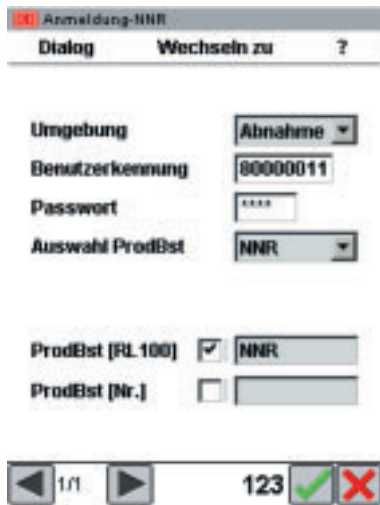 DB Anmeldung-NNR
Dialog Wechseln zu ?
Umgebung Abnahme
Benutzerkennung 80000011
Passwort ****
Auswahl ProdBst NNR
ProdBst [RL100] NNR
ProdBst [Nr.]
1/1 123